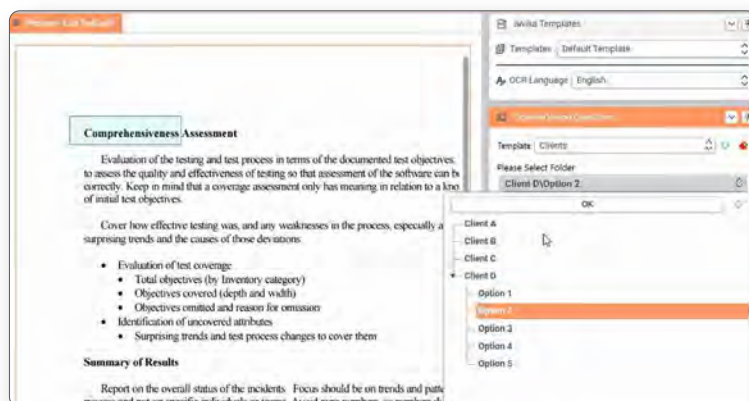 Saved Templates
Templates Default Template
OCR Language English
Template Clients
Please Select Folder
Client D\Option 2
OK
Client A
Client B
Client C
Client D
Option 1
Option 2
Option 3
Option 4
Option 5
Comprehensiveness Assessment
Evaluation of the testing and test process in terms of the documented test objectives.
to assess the quality and effectiveness of testing so that assessment of the software can b
correctly. Keep in mind that a coverage assessment only has meaning in relation to a kno
of initial test objectives.
Cover how effective testing was, and any weaknesses in the process, especially a
surprising trends and the causes of those deviations
• Evaluation of test coverage
• Total objectives (by Inventory category)
• Objectives covered (depth and width)
• Objectives omitted and reason for omission
• Identification of uncovered attributes
• Surprising trends and test process changes to cover them
Summary of Results
Report on the overall status of the incidents. Focus should be on trends and patte